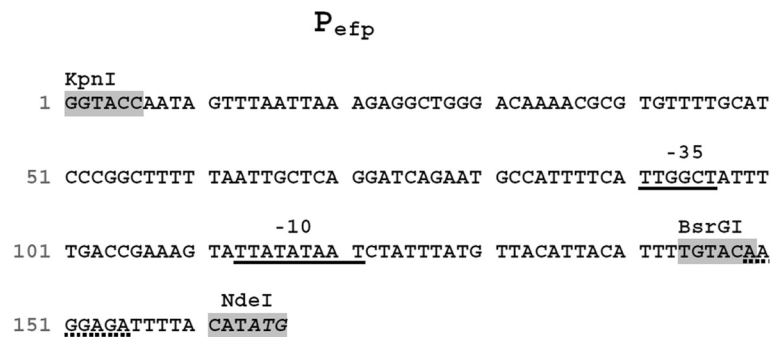 Pefp
KpnI
1 GGTACCAATA GTTTAATTAA AGAGGCTGGG ACAAAACGCG TGTTTTGCAT
-35
51 CCCGGCTTTT TAATTGCTCA GGATCAGAAT GCCATTTTCA TTGGCTATTT
-10 BsrGI
101 TGACCGAAAG TATTATATAA TCTATTTATG TTACATTACA TTTTGTACAA
NdeI
151 GGAGATTTTA CATATG